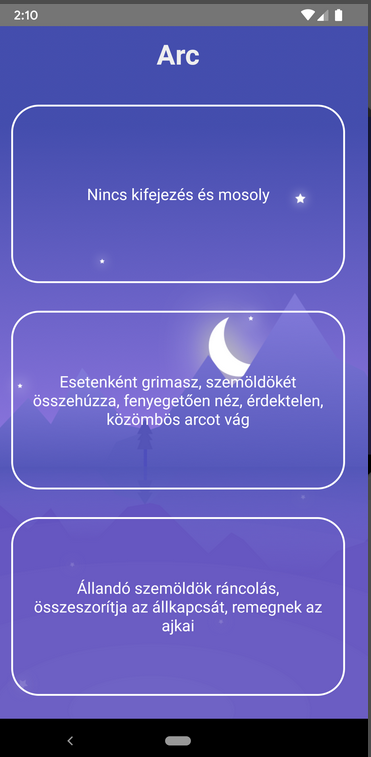 2:10
Arc
Nincs kifejezés és mosoly
Esetenként grimasz, szemöldökét
összehúzza, fenyegetően néz, érdektelen,
közömbös arcot vág
Állandó szemöldök ráncolás,
összeszorítja az állkapcsát, remegnek az
ajkai